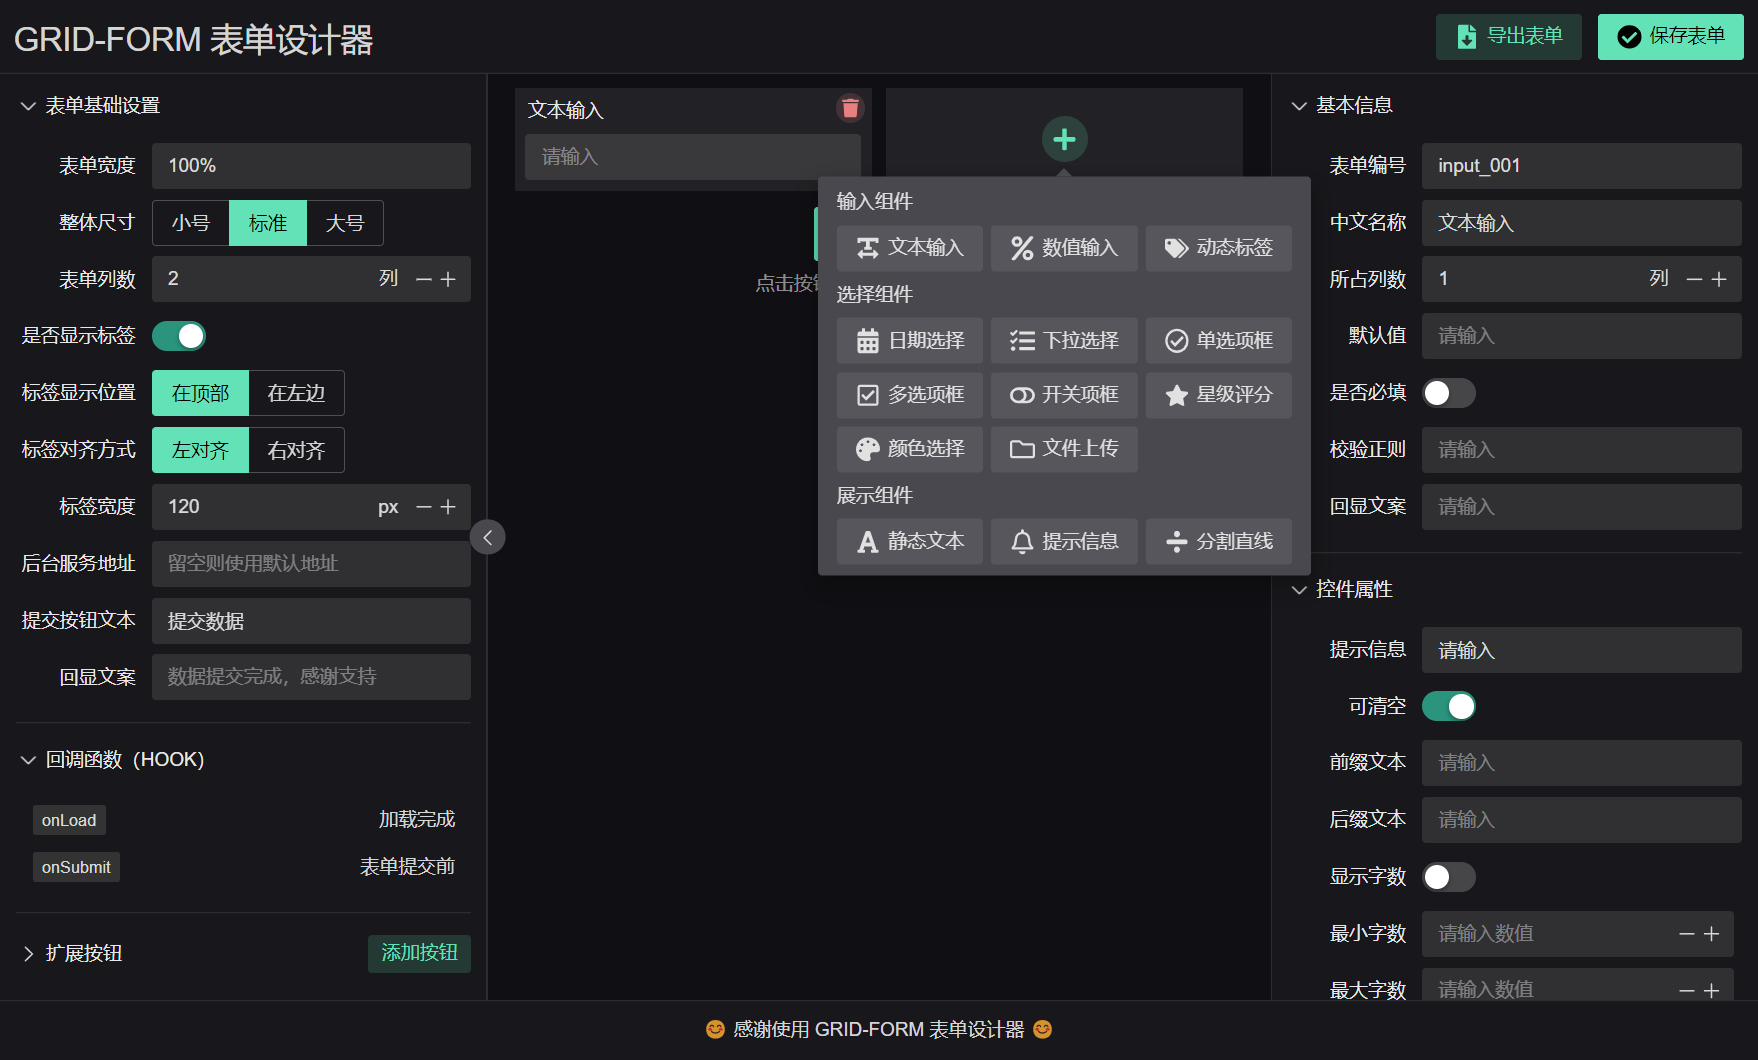 GRID-FORM 表单设计器
导出表单
保存表单
表单基础设置
表单宽度 100%
整体尺寸 小号 标准 大号
表单列数 2 列
是否显示标签
标签显示位置 在顶部 在左边
标签对齐方式 左对齐 右对齐
标签宽度 120 px
后台服务地址 留空则使用默认地址
提交按钮文本 提交数据
回显文案 数据提交完成，感谢支持
回调函数（HOOK）
onLoad 加载完成
onSubmit 表单提交前
扩展按钮 添加按钮
文本输入
请输入
点击按
输入组件
文本输入 数值输入 动态标签
选择组件
日期选择 下拉选择 单选项框
多选项框 开关项框 星级评分
颜色选择 文件上传
展示组件
静态文本 提示信息 分割直线
基本信息
表单编号 input_001
中文名称 文本输入
所占列数 1 列
默认值 请输入
是否必填
校验正则 请输入
回显文案 请输入
控件属性
提示信息 请输入
可清空
前缀文本 请输入
后缀文本 请输入
显示字数
最小字数 请输入数值
最大字数 请输入数值
😊 感谢使用 GRID-FORM 表单设计器 😊